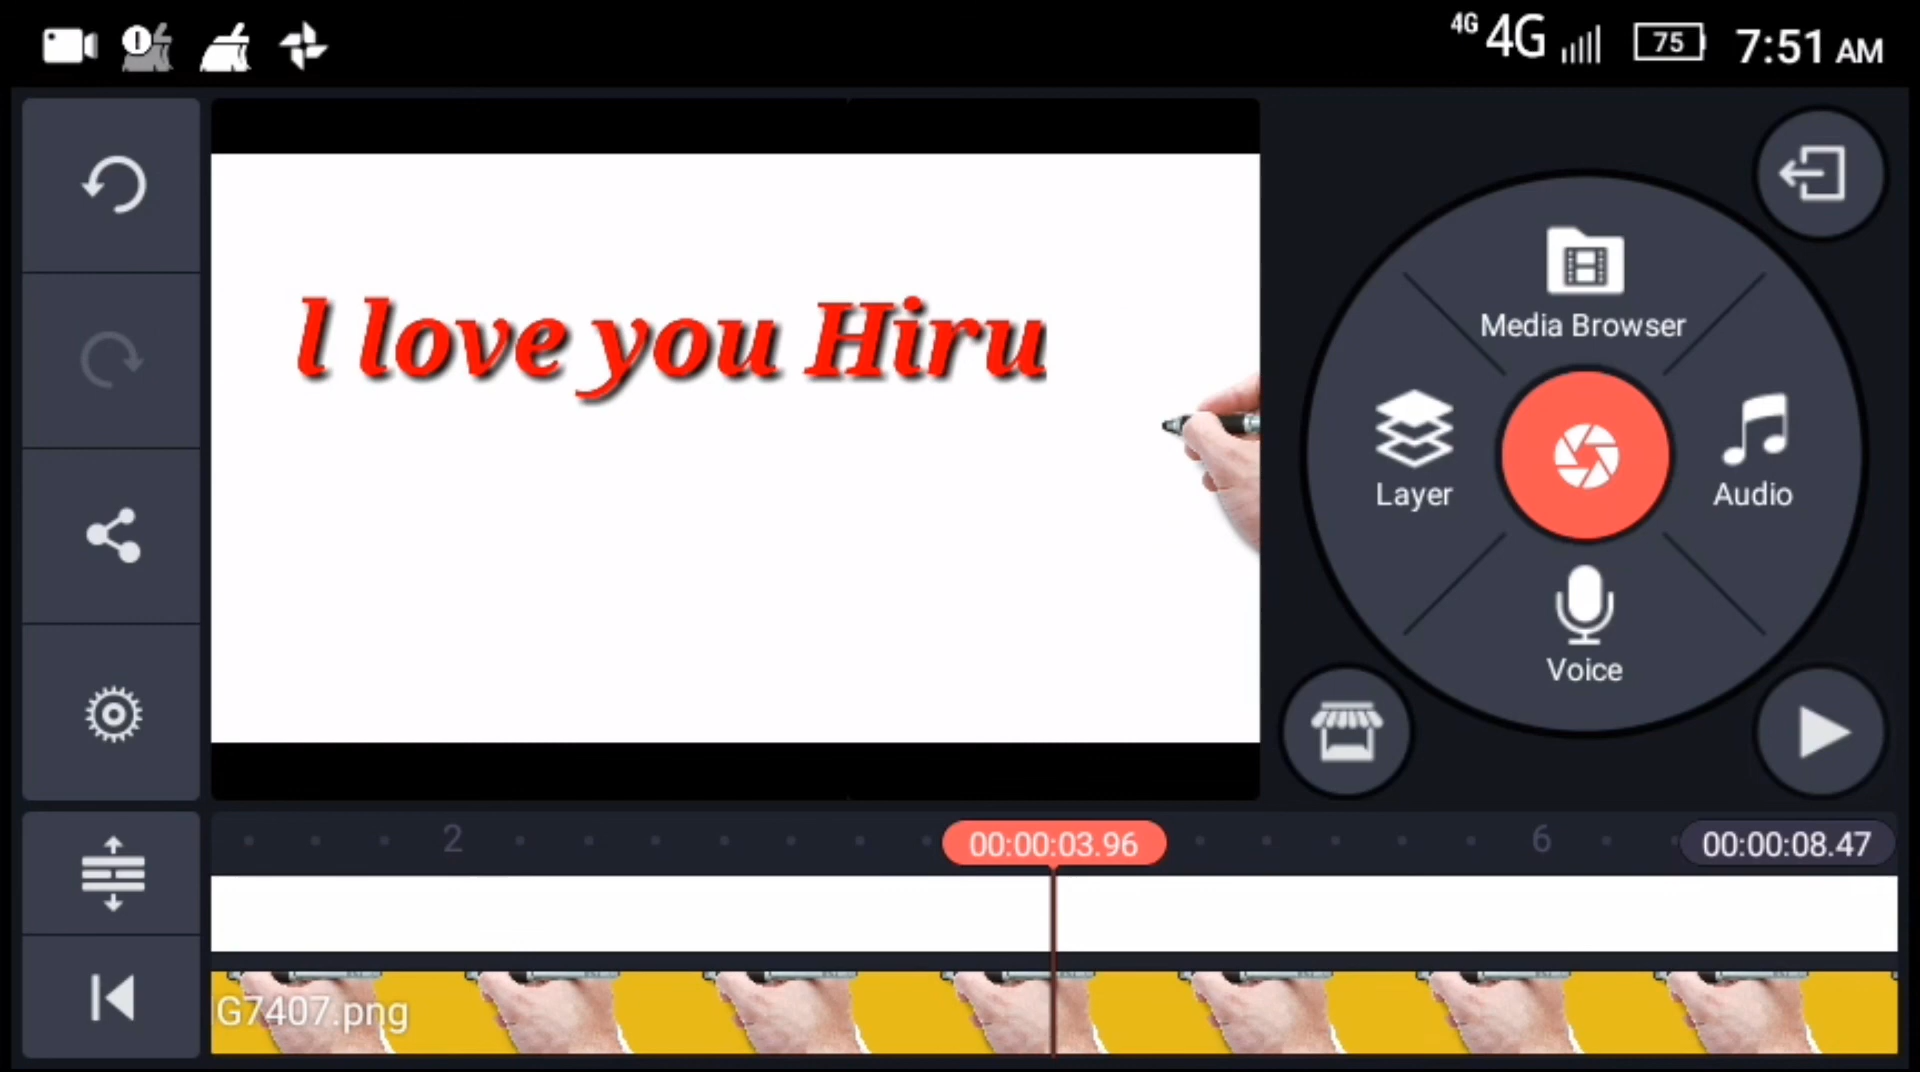 4G 4G 75 7:51 AM
l love you Hiru
Media Browser
Layer
Audio
Voice
2
00:00:03.96
6
00:00:08.47
G7407.png